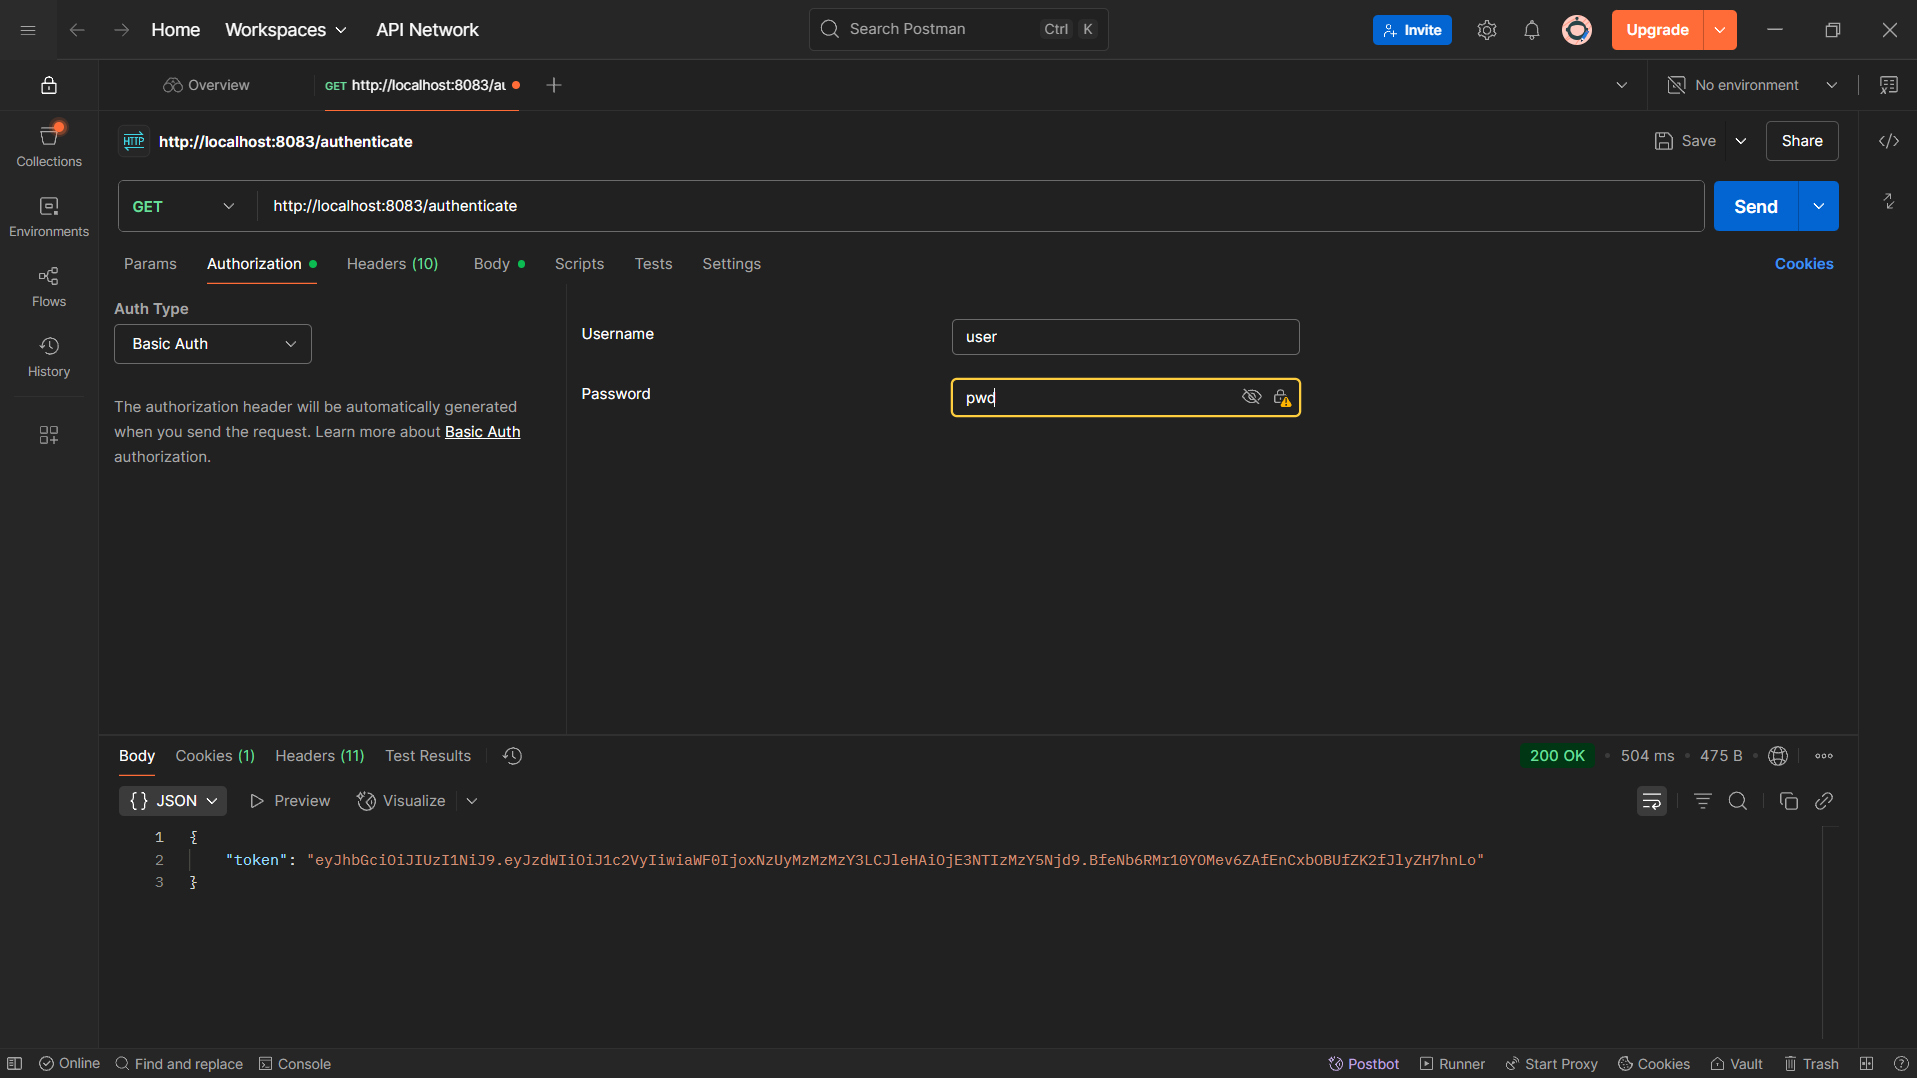 Home Workspaces API Network Search Postman Ctrl K Invite Upgrade
Overview GET http://localhost:8083/au No environment
HTTP http://localhost:8083/authenticate Save Share
Collections
GET http://localhost:8083/authenticate Send
Environments
Params Authorization Headers (10) Body Scripts Tests Settings Cookies
Flows
Auth Type
Username user
Basic Auth
History
Password pwd
The authorization header will be automatically generated
when you send the request. Learn more about Basic Auth
authorization.
Body Cookies (1) Headers (11) Test Results 200 OK 504 ms 475 B
{} JSON Preview Visualize
1 {
2 "token": "eyJhbGciOiJIUzI1NiJ9.eyJzdWIiOiJ1c2VyIiwiaWF0IjoxNzUyMzMzMzY3LCJleHAiOjE3NTIzMzY5Njd9.BfeNb6RMr10YOMev6ZAfEnCxbOBUfZK2fJlyZH7hnLo"
3 }
Online Find and replace Console Postbot Runner Start Proxy Cookies Vault Trash